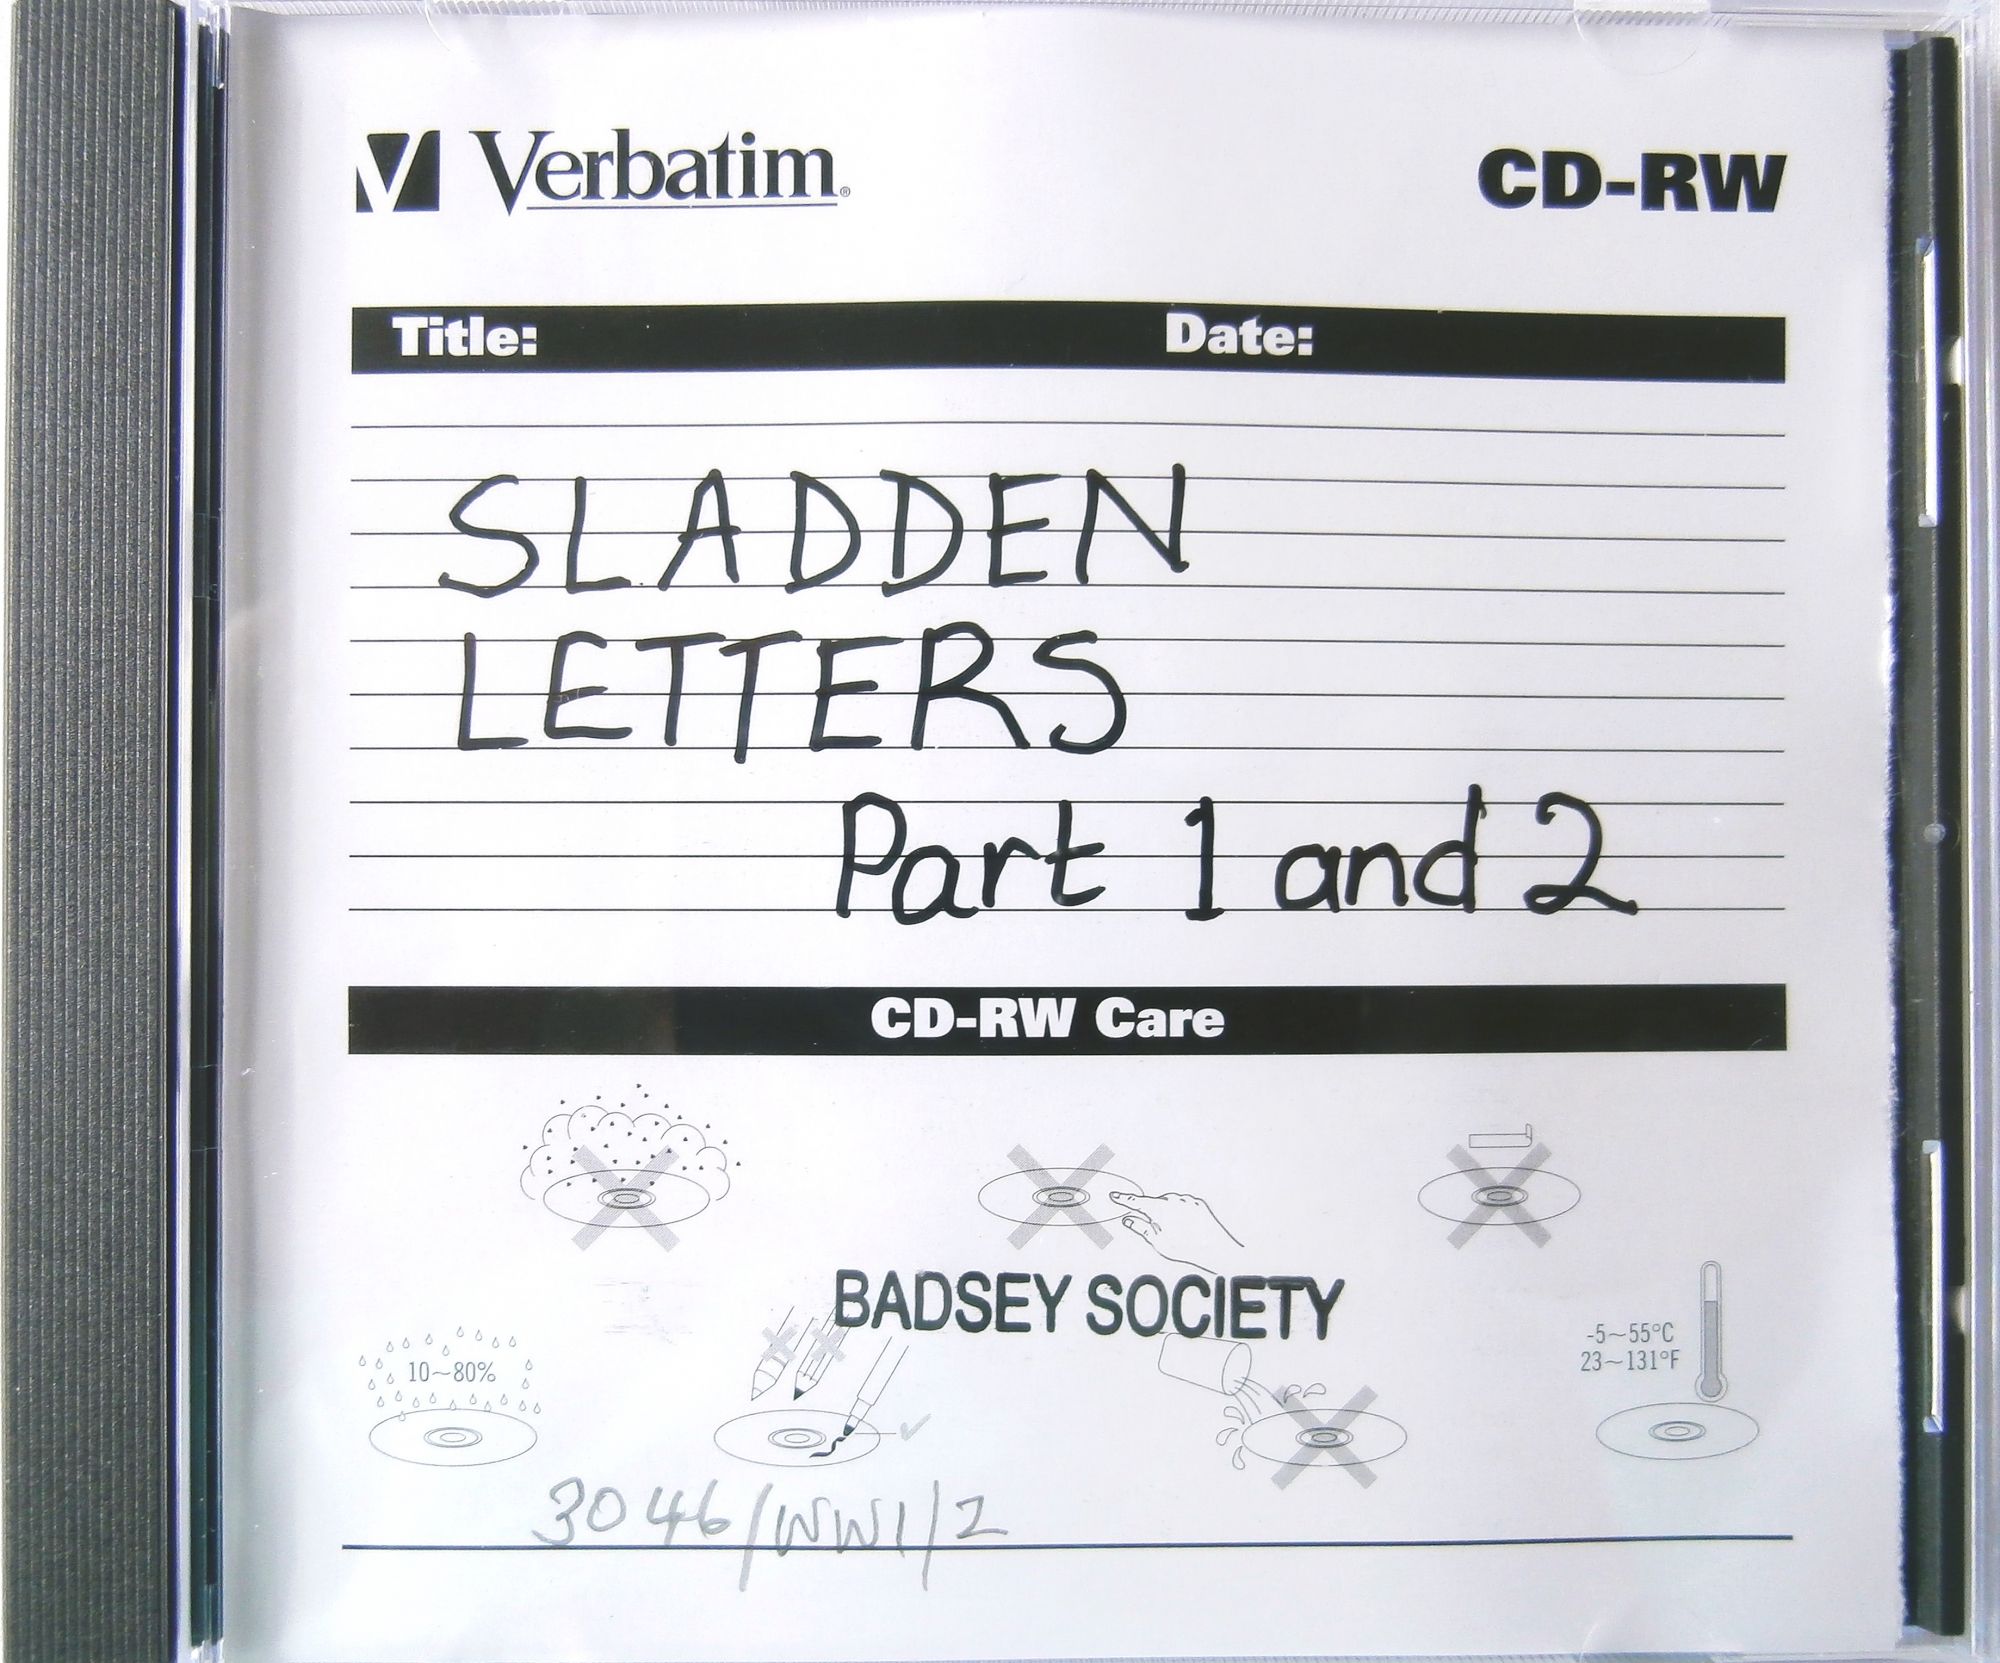 Verbatim® CD-RW
Title: Date:
SLADDEN
LETTERS
Part 1 and 2
CD-RW Care
BADSEY SOCIETY
-5~55°C
10~80% 23~131°F
3046/WW1/2